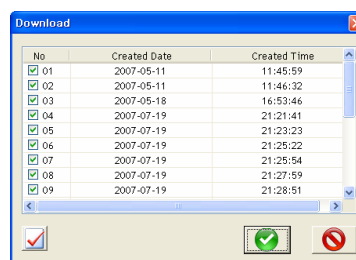 Download
No Created Date Created Time
01 2007-05-11 11:45:59
02 2007-05-11 11:46:32
03 2007-05-18 16:53:46
04 2007-07-19 21:21:41
05 2007-07-19 21:23:23
06 2007-07-19 21:25:22
07 2007-07-19 21:25:54
08 2007-07-19 21:27:59
09 2007-07-19 21:28:51